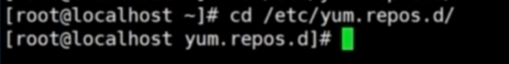 [root@localhost ~]# cd /etc/yum.repos.d/
[root@localhost yum.repos.d]#